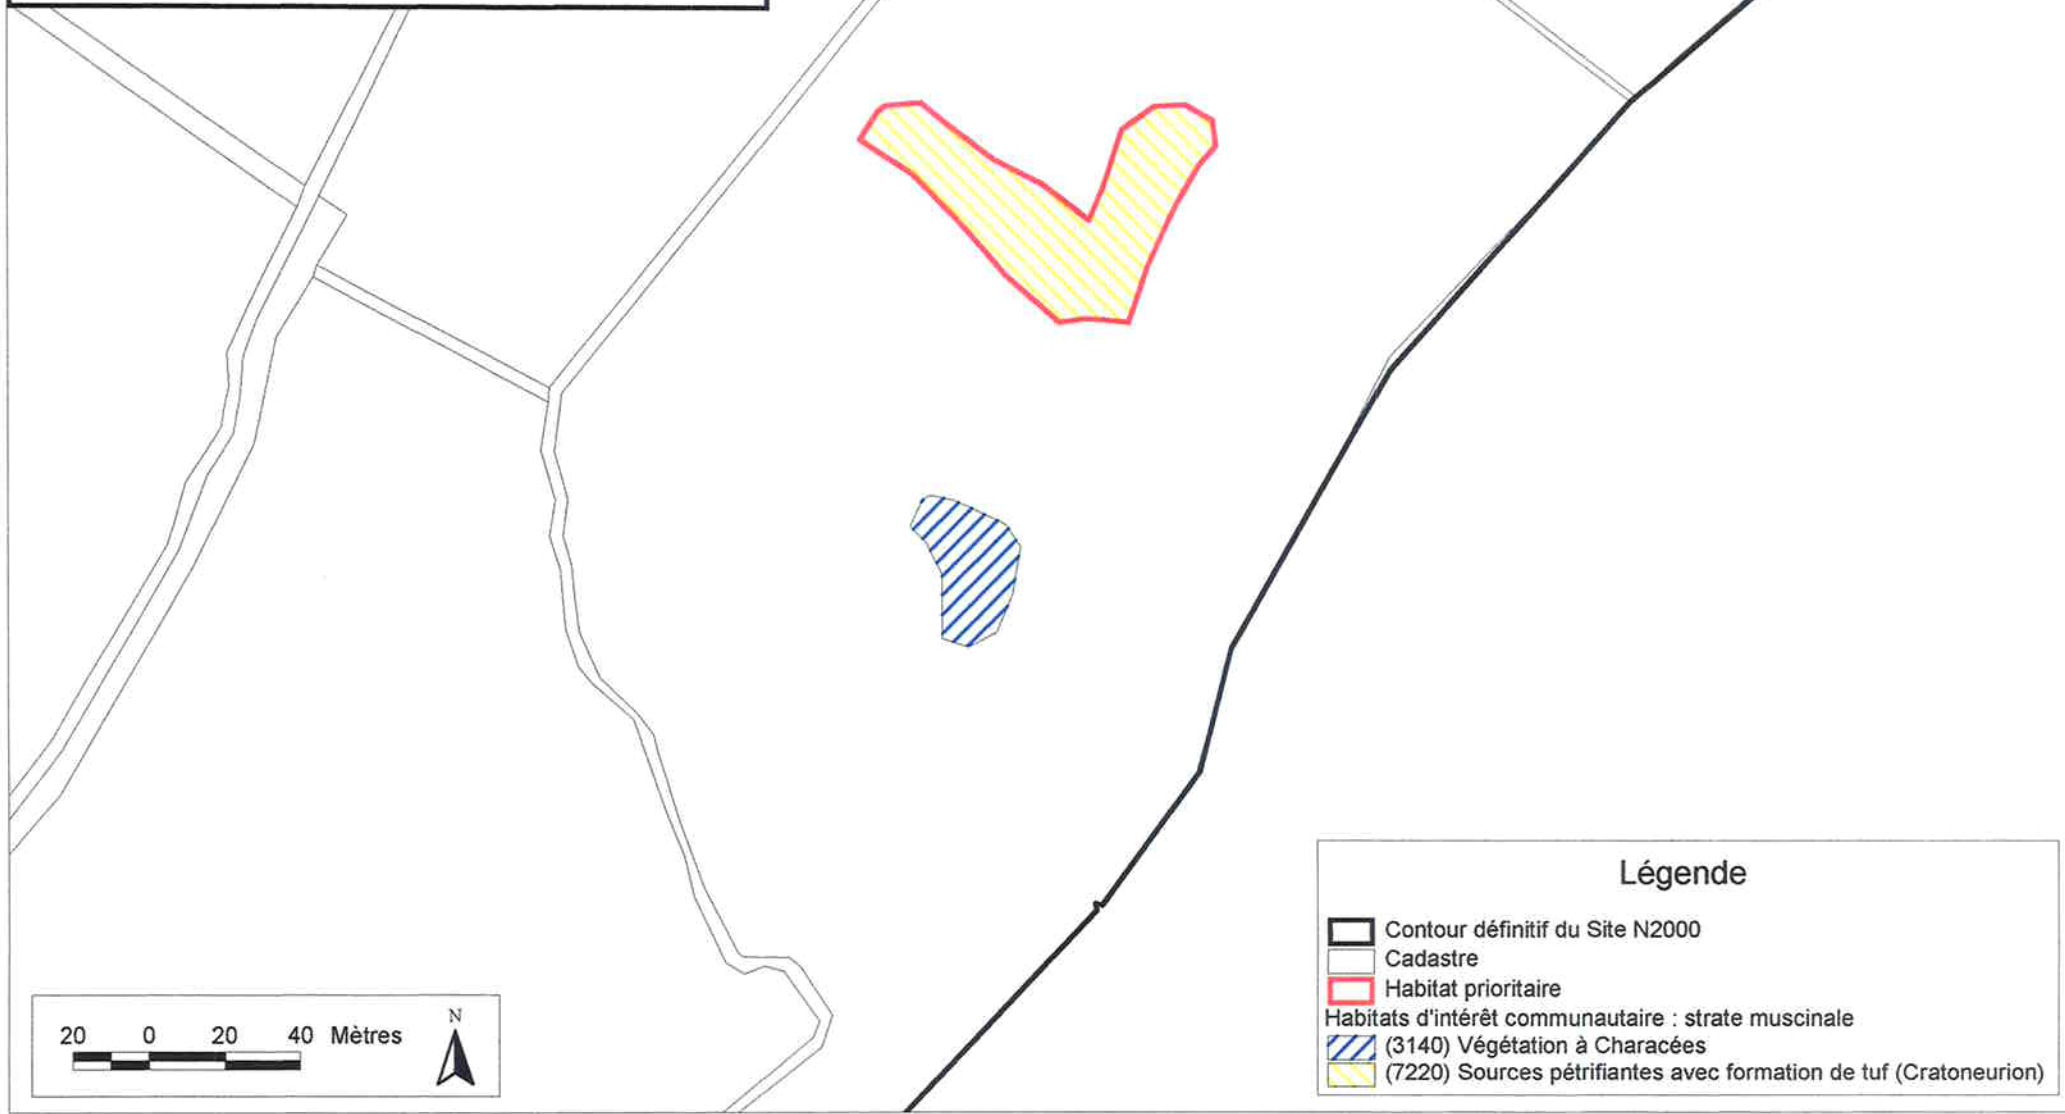 Légende
Contour définitif du Site N2000
Cadastre
Habitat prioritaire
Habitats d'intérêt communautaire : strate muscinale
(3140) Végétation à Characées
(7220) Sources pétrifiantes avec formation de tuf (Cratoneurion)
20 0 20 40 Mètres
N